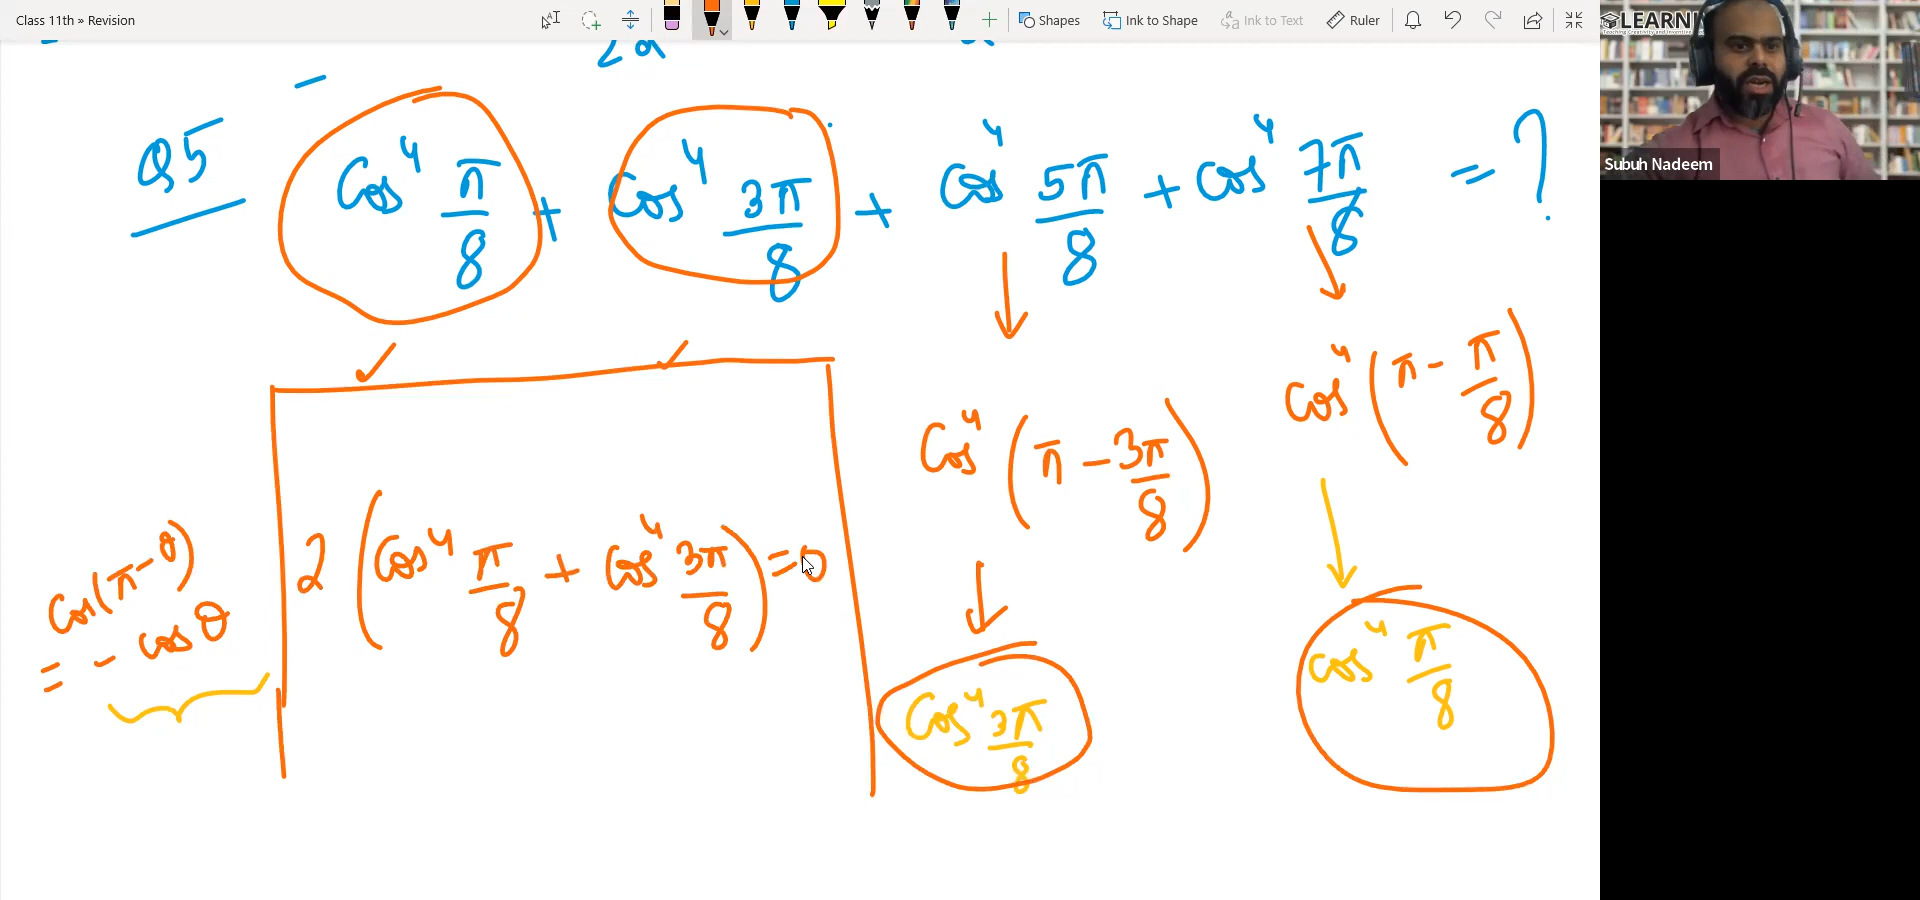 Class 11th » Revision
Shapes
Ink to Shape
Ink to Text
Ruler
LEARNI
Subuh Nadeem
2a
Q5 cos⁴ π/8 + cos⁴ 3π/8 + cos⁴ 5π/8 + cos⁴ 7π/8 = ?
cos⁴ (π - π/8)
cos⁴ (π - 3π/8)
2 (cos⁴ π/8 + cos⁴ 3π/8) = 0
cos(π - θ)
= - cos θ
cos⁴ π/8
cos⁴ 3π/8